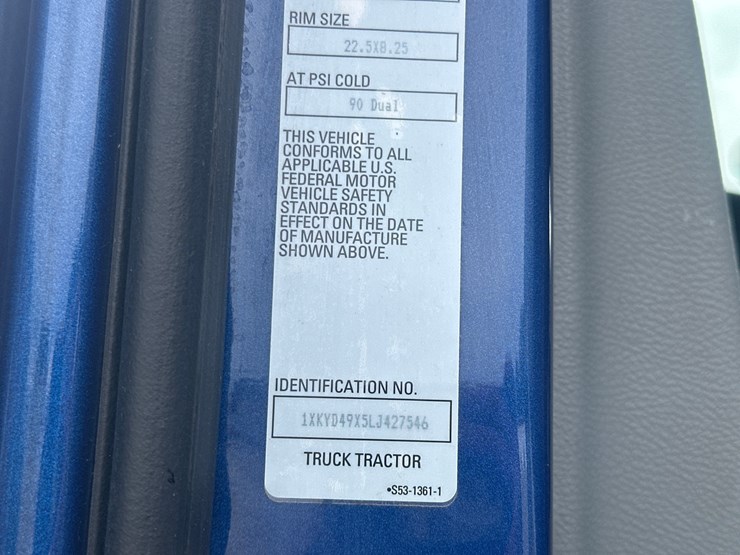 RIM SIZE
22.5X8.25
AT PSI COLD
90 Dual
THIS VEHICLE
CONFORMS TO ALL
APPLICABLE U.S.
FEDERAL MOTOR
VEHICLE SAFETY
STANDARDS IN
EFFECT ON THE DATE
OF MANUFACTURE
SHOWN ABOVE.
IDENTIFICATION NO.
1XKYD49X5LJ427546
TRUCK TRACTOR
•S53-1361-1